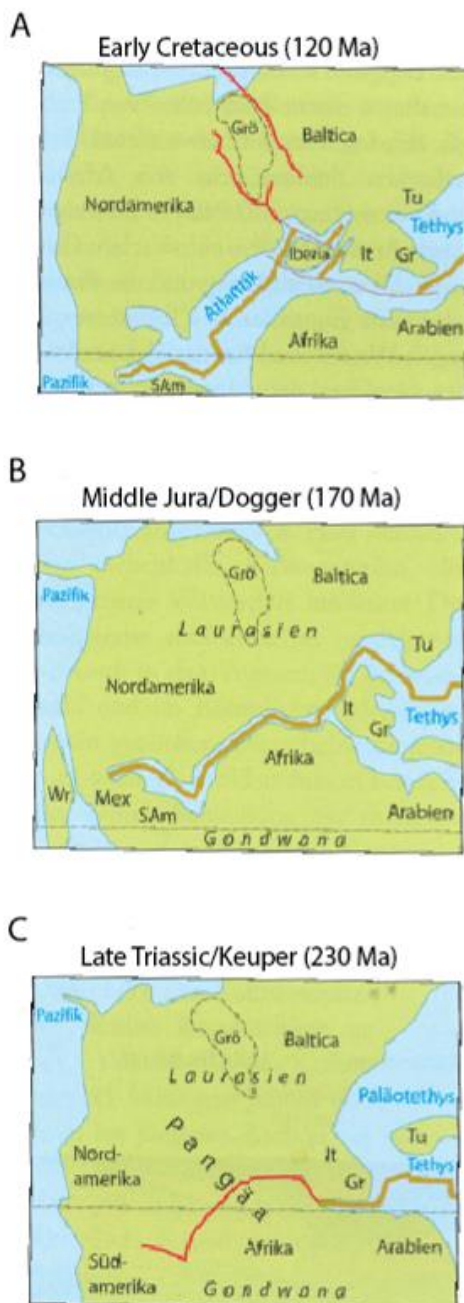 A
Early Cretaceous (120 Ma)
Grö
Baltica
Nordamerika
Tu
Tethys
Iberia
It
Gr
Atlantik
Afrika
Arabien
Pazifik
SAm
B
Middle Jura/Dogger (170 Ma)
Grö
Baltica
Pazifik
Laurasien
Tu
Nordamerika
It
Gr
Tethys
Afrika
Wr.
Mex
SAm
Arabien
Gondwana
C
Late Triassic/Keuper (230 Ma)
Pazifik
Grö
Baltica
Laurasien
Paläotethys
Pangäa
Tu
It
Tethys
Nord-
amerika
Gr
Afrika
Arabien
Süd-
amerika
Gondwana